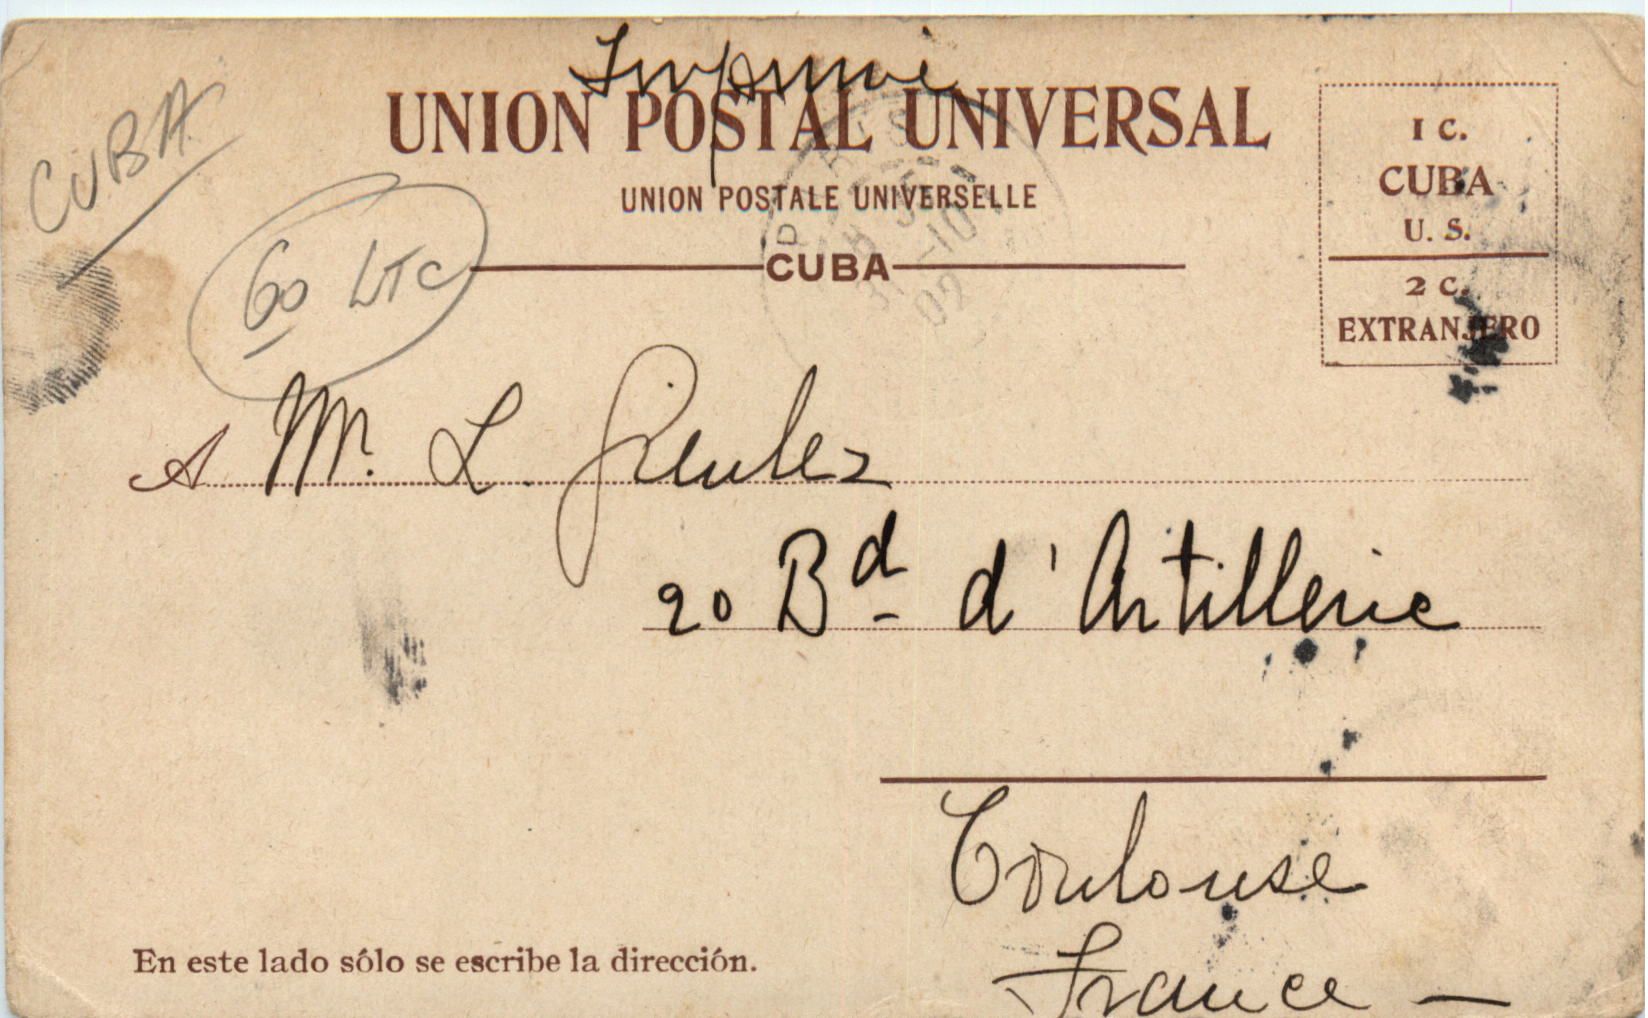 Imprimé
UNION POSTAL UNIVERSAL
UNION POSTALE UNIVERSELLE
CUBA
CUBA
60 LTC
1 C.
CUBA
U. S.
2 C.
EXTRANJERO
A Mr. L.
20 Bd d'Artillerie
Toulouse
France —
En este lado sólo se escribe la dirección.